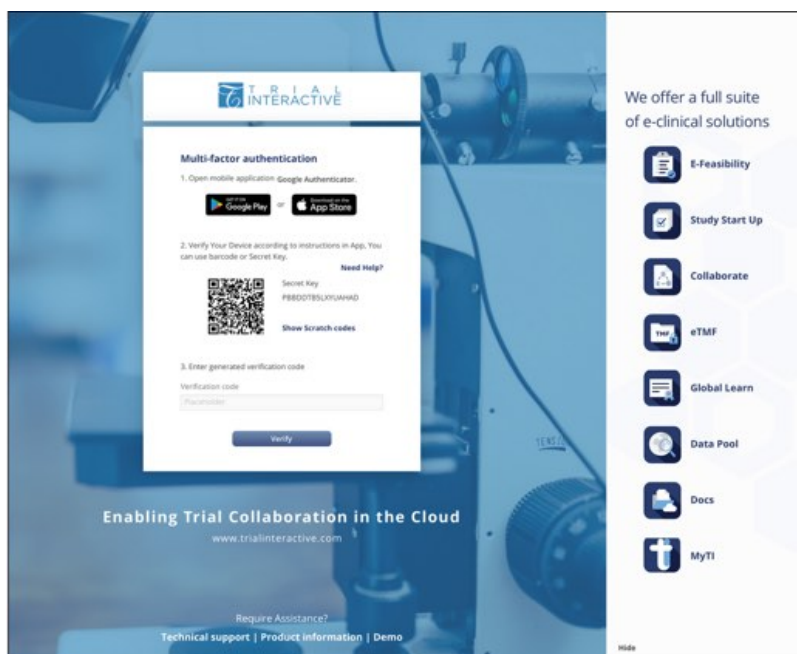 TRIAL
INTERACTIVE
Multi-factor authentication
1. Open mobile application Google Authenticator.
GET IT ON
Google Play
or
Download on the
App Store
2. Verify Your Device according to instructions in App, You
can use barcode or Secret Key.
Need Help?
Secret Key
Show Scratch codes
3. Enter generated verification code
Verification code
Placeholder
Verify
Enabling Trial Collaboration in the Cloud
www.trialinteractive.com
Require Assistance?
Technical support | Product information | Demo
We offer a full suite
of e-clinical solutions
E-Feasibility
Study Start Up
Collaborate
TMF
eTMF
Global Learn
Data Pool
Docs
MyTI
Hide